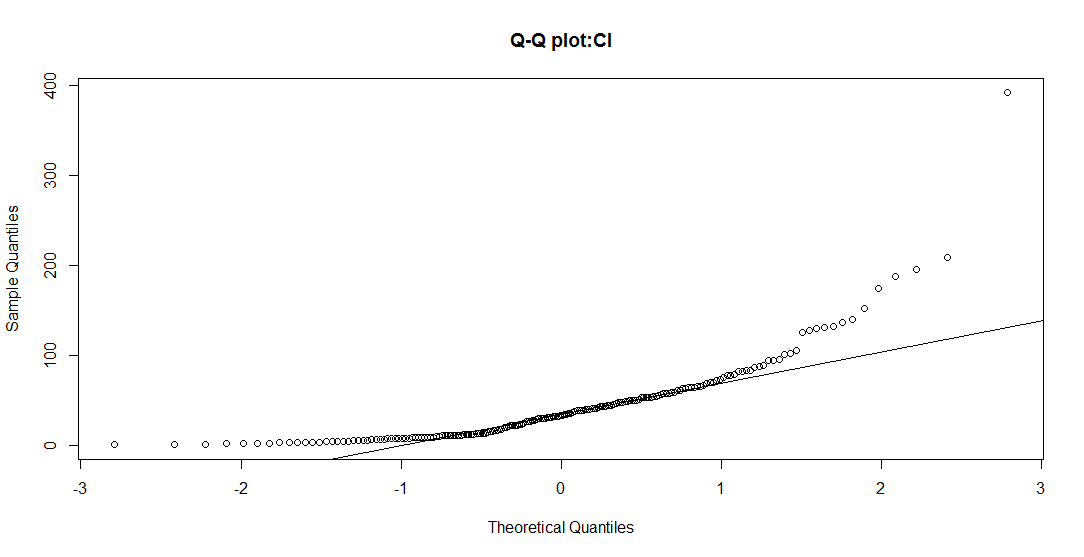 Q-Q plot:Cl
400
300
200
100
0
Sample Quantiles
-3 -2 -1 0 1 2 3
Theoretical Quantiles